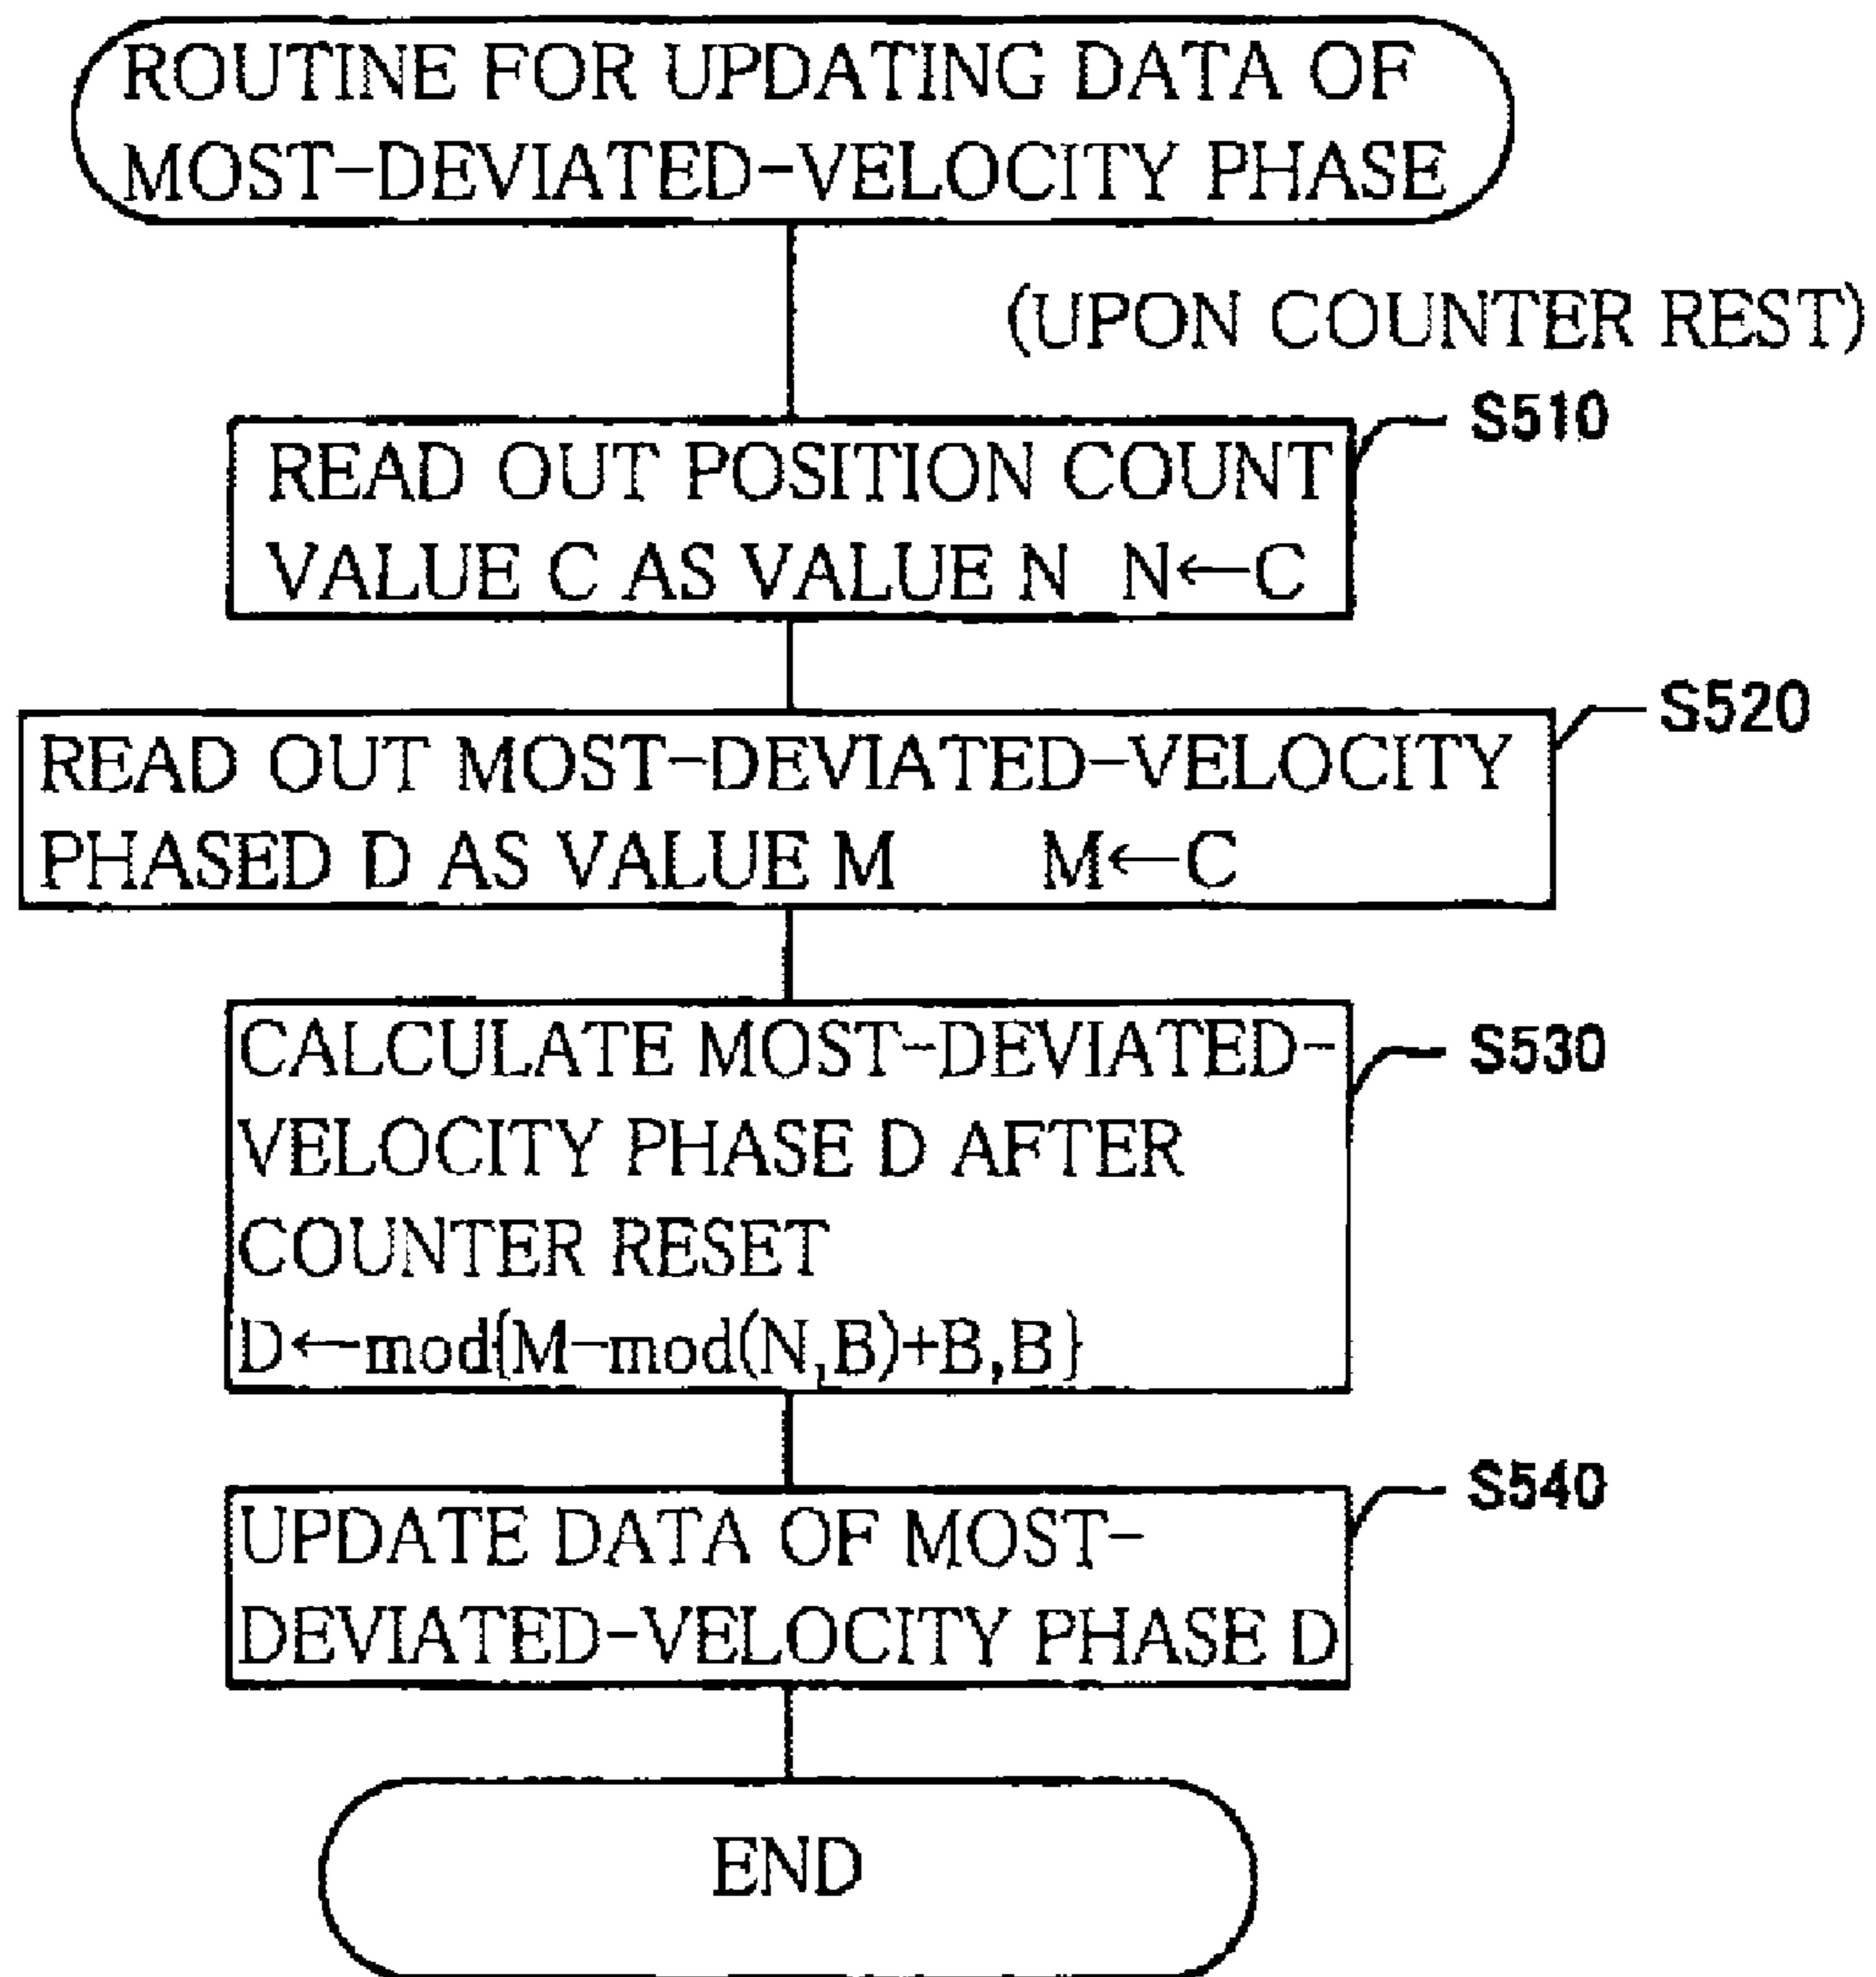 ROUTINE FOR UPDATING DATA OF
MOST-DEVIATED-VELOCITY PHASE
(UPON COUNTER REST)
S510
READ OUT POSITION COUNT
VALUE C AS VALUE N N←C
S520
READ OUT MOST-DEVIATED-VELOCITY
PHASED D AS VALUE M M←C
S530
CALCULATE MOST-DEVIATED-
VELOCITY PHASE D AFTER
COUNTER RESET
D←mod{M-mod(N,B)+B,B}
S540
UPDATE DATA OF MOST-
DEVIATED-VELOCITY PHASE D
END